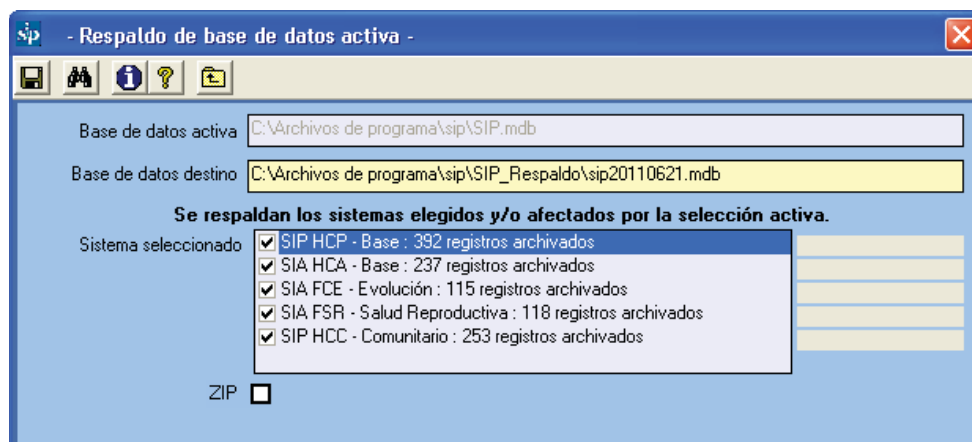 sip - Respaldo de base de datos activa -
Base de datos activa C:\Archivos de programa\sip\SIP.mdb
Base de datos destino C:\Archivos de programa\sip\SIP_Respaldo\sip20110621.mdb
Se respaldan los sistemas elegidos y/o afectados por la selección activa.
Sistema seleccionado SIP HCP - Base : 392 registros archivados
SIA HCA - Base : 237 registros archivados
SIA FCE - Evolución : 115 registros archivados
SIA FSR - Salud Reproductiva : 118 registros archivados
SIP HCC - Comunitario : 253 registros archivados
ZIP